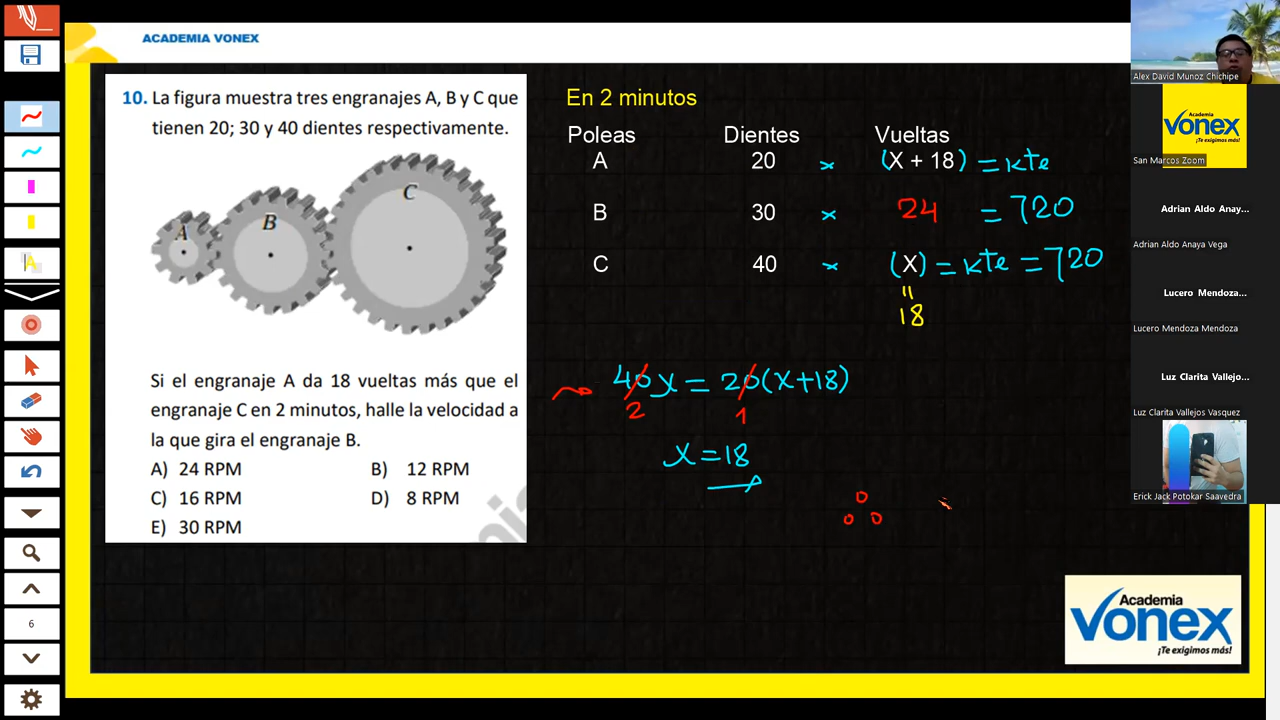 ACADEMIA VONEX
10. La figura muestra tres engranajes A, B y C que
tienen 20; 30 y 40 dientes respectivamente.
A
B
C
Si el engranaje A da 18 vueltas más que el
engranaje C en 2 minutos, halle la velocidad a
la que gira el engranaje B.
A) 24 RPM B) 12 RPM
C) 16 RPM D) 8 RPM
E) 30 RPM
En 2 minutos
Poleas Dientes Vueltas
A 20 × (X + 18) = kte
B 30 × 24 = 720
C 40 × (X) = kte = 720
"
18
40x = 20(x+18)
2 1
x = 18
Academia
Vonex
¡Te exigimos más!
Alex David Munoz Chichipe
Vonex
¡Te exigimos más!
San Marcos Zoom
Adrian Aldo Anay...
Adrian Aldo Anaya Vega
Lucero Mendoza...
Lucero Mendoza Mendoza
Luz Clarita Vallejo...
Luz Clarita Vallejos Vasquez
Erick Jack Potokar Saavedra
A
6